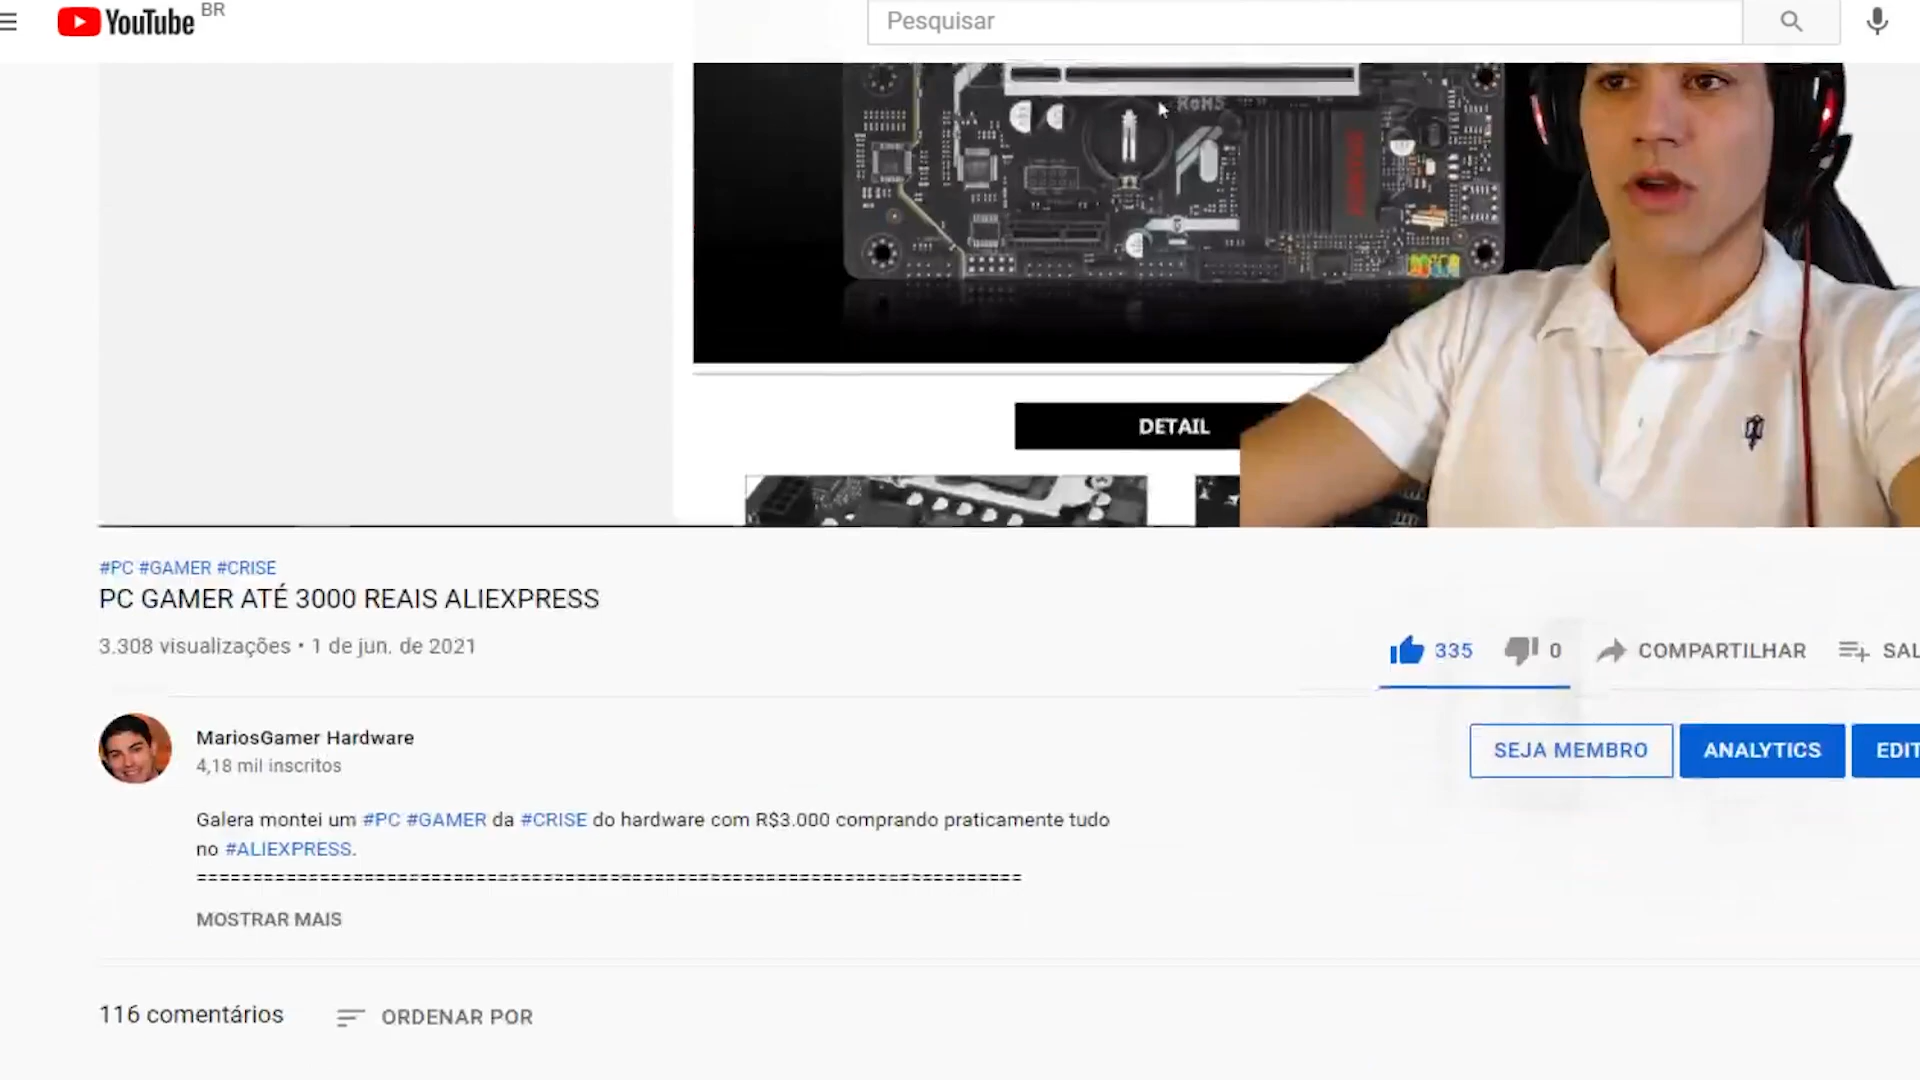 YouTube BR
Pesquisar
RoHS
DETAIL
#PC #GAMER #CRISE
PC GAMER ATÉ 3000 REAIS ALIEXPRESS
3.308 visualizações • 1 de jun. de 2021
335
0
COMPARTILHAR
SAL
MariosGamer Hardware
4,18 mil inscritos
SEJA MEMBRO
ANALYTICS
EDIT
Galera montei um #PC #GAMER da #CRISE do hardware com R$3.000 comprando praticamente tudo
no #ALIEXPRESS.
=========================================================================
MOSTRAR MAIS
116 comentários
ORDENAR POR